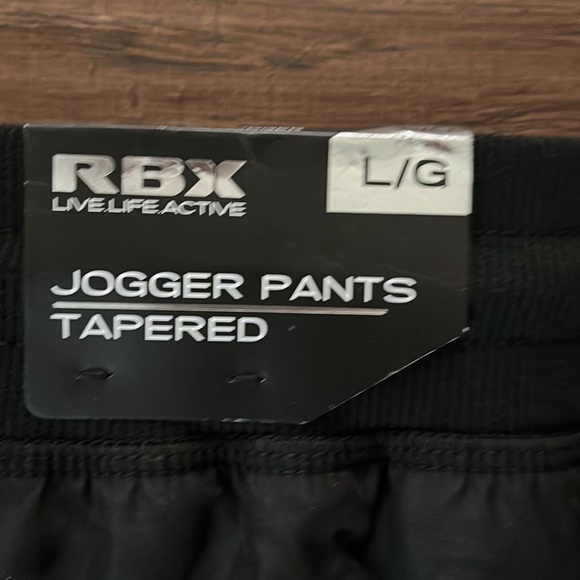 RBX
LIVE.LIFE.ACTIVE
L/G
JOGGER PANTS
TAPERED